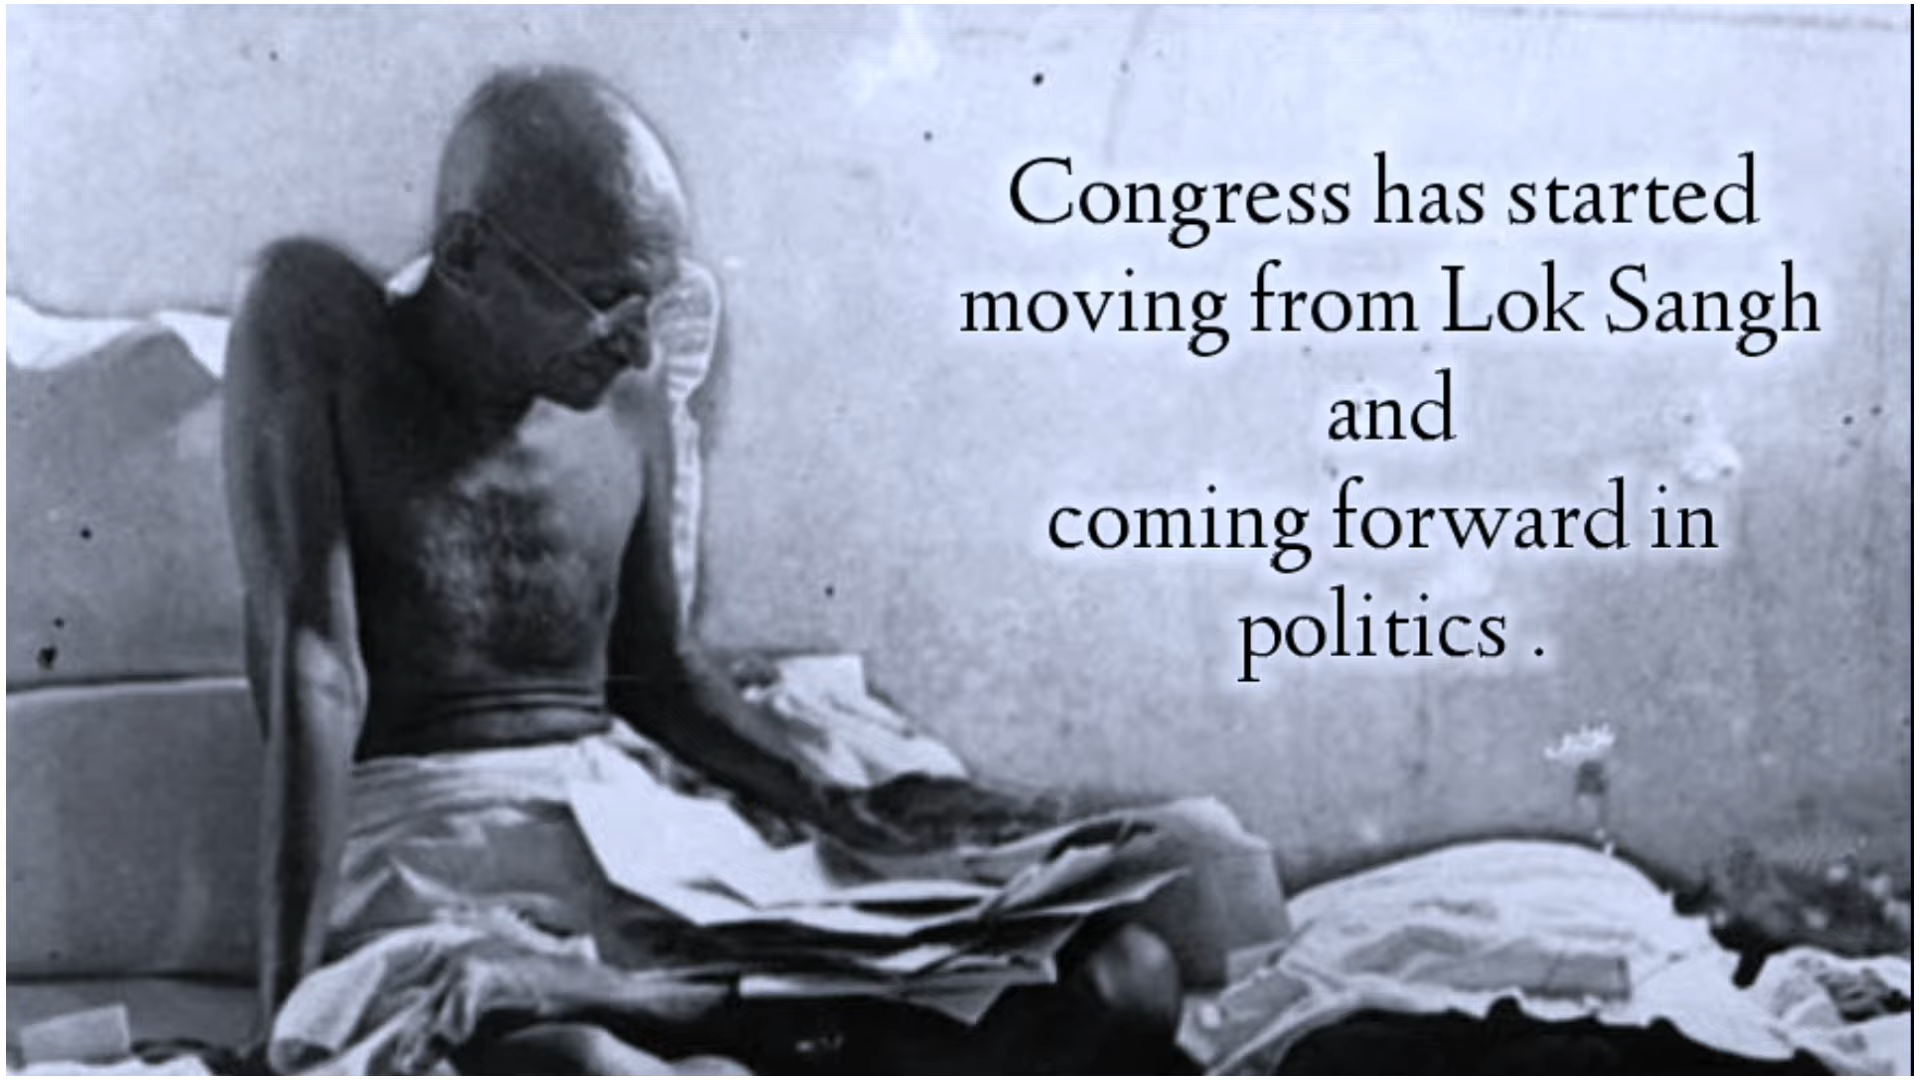 Congress has started
moving from Lok Sangh
and
coming forward in
politics .